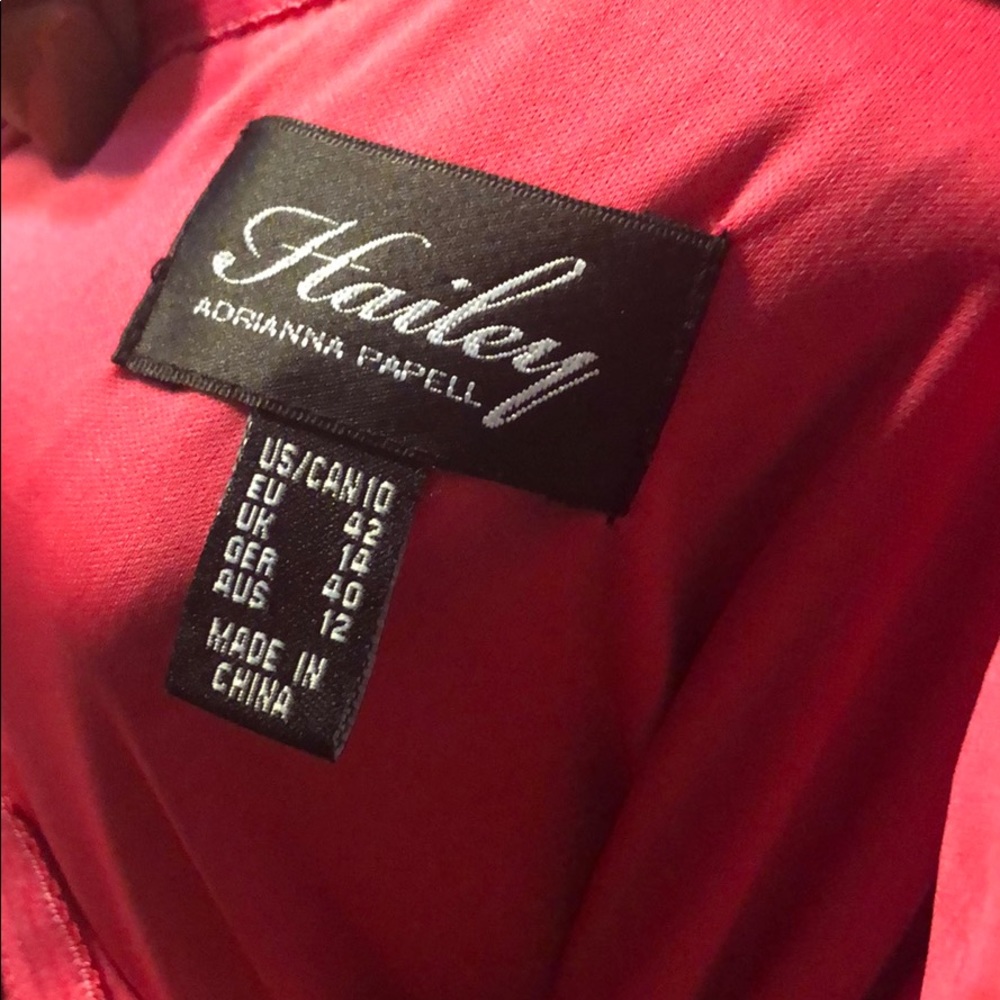 Hailey
ADRIANNA PAPELL
US/CAN 10
EU 42
UK 14
GER 40
AUS 12
MADE IN
CHINA